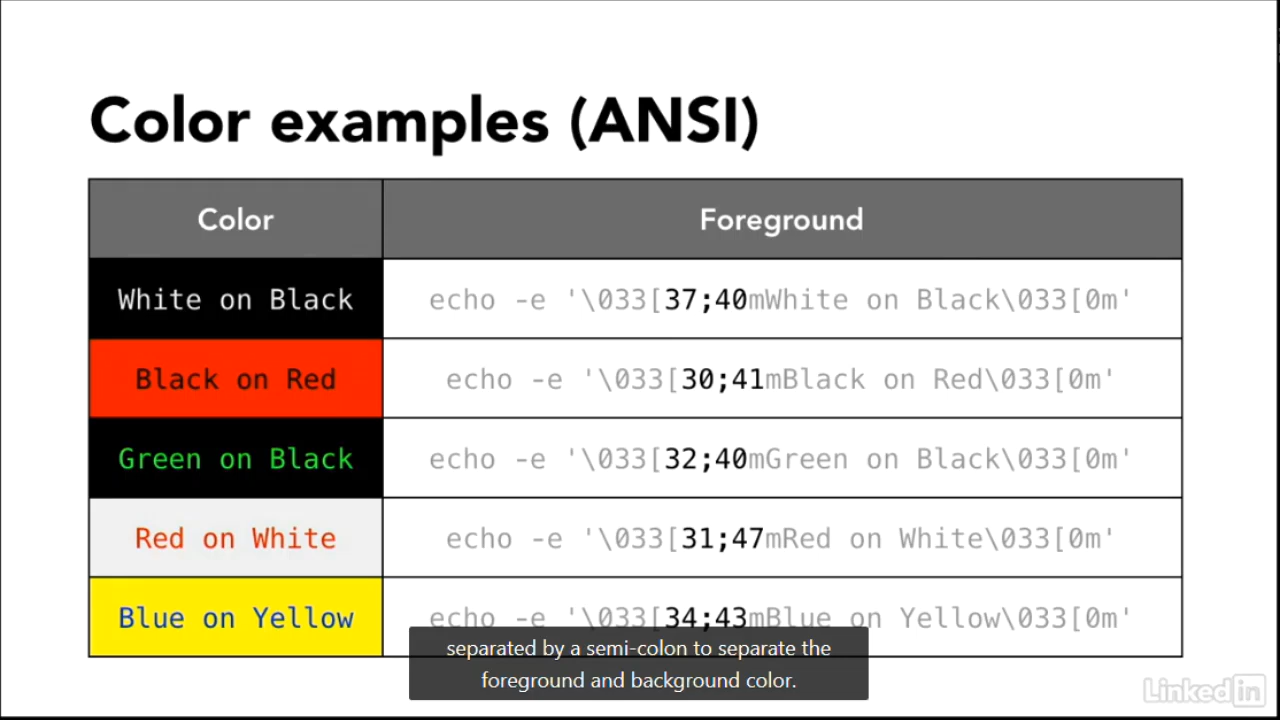 Color examples (ANSI)
Color Foreground
White on Black echo -e '\033[37;40mWhite on Black\033[0m'
Black on Red echo -e '\033[30;41mBlack on Red\033[0m'
Green on Black echo -e '\033[32;40mGreen on Black\033[0m'
Red on White echo -e '\033[31;47mRed on White\033[0m'
Blue on Yellow echo -e '\033[34;43mBlue on Yellow\033[0m'
separated by a semi-colon to separate the
foreground and background color.
Linked in